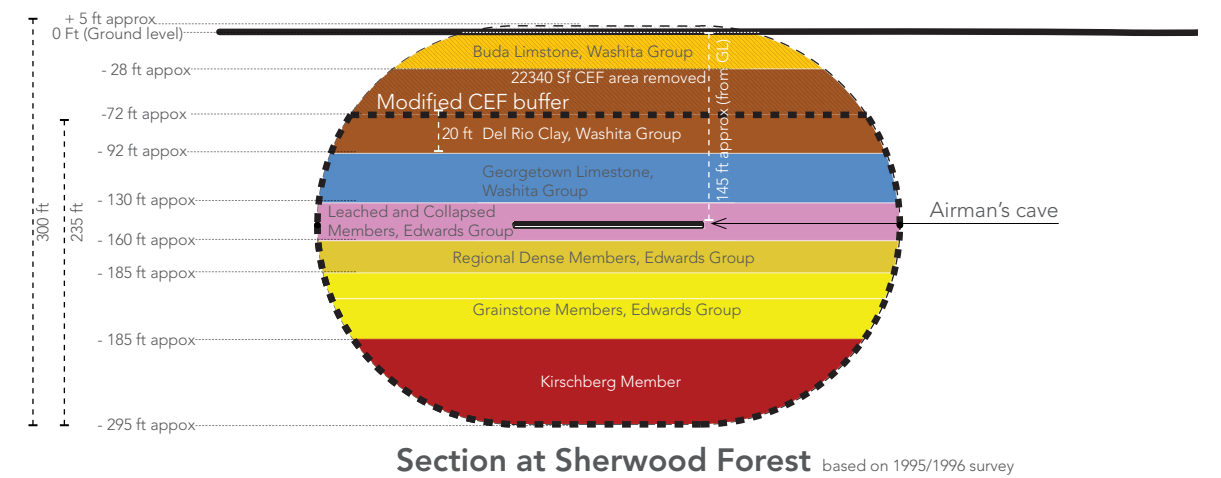 + 5 ft approx
0 Ft (Ground level)
Buda Limstone, Washita Group
- 28 ft appox
22340 Sf CEF area removed
Modified CEF buffer
-72 ft appox
20 ft Del Rio Clay, Washita Group
- 92 ft appox
145 ft approx (from GL)
Georgetown Limestone,
Washita Group
- 130 ft appox
Leached and Collapsed
Members, Edwards Group
Airman's cave
300 ft
235 ft
- 160 ft appox
Regional Dense Members, Edwards Group
- 185 ft appox
Grainstone Members, Edwards Group
- 185 ft appox
Kirschberg Member
- 295 ft appox
Section at Sherwood Forest based on 1995/1996 survey